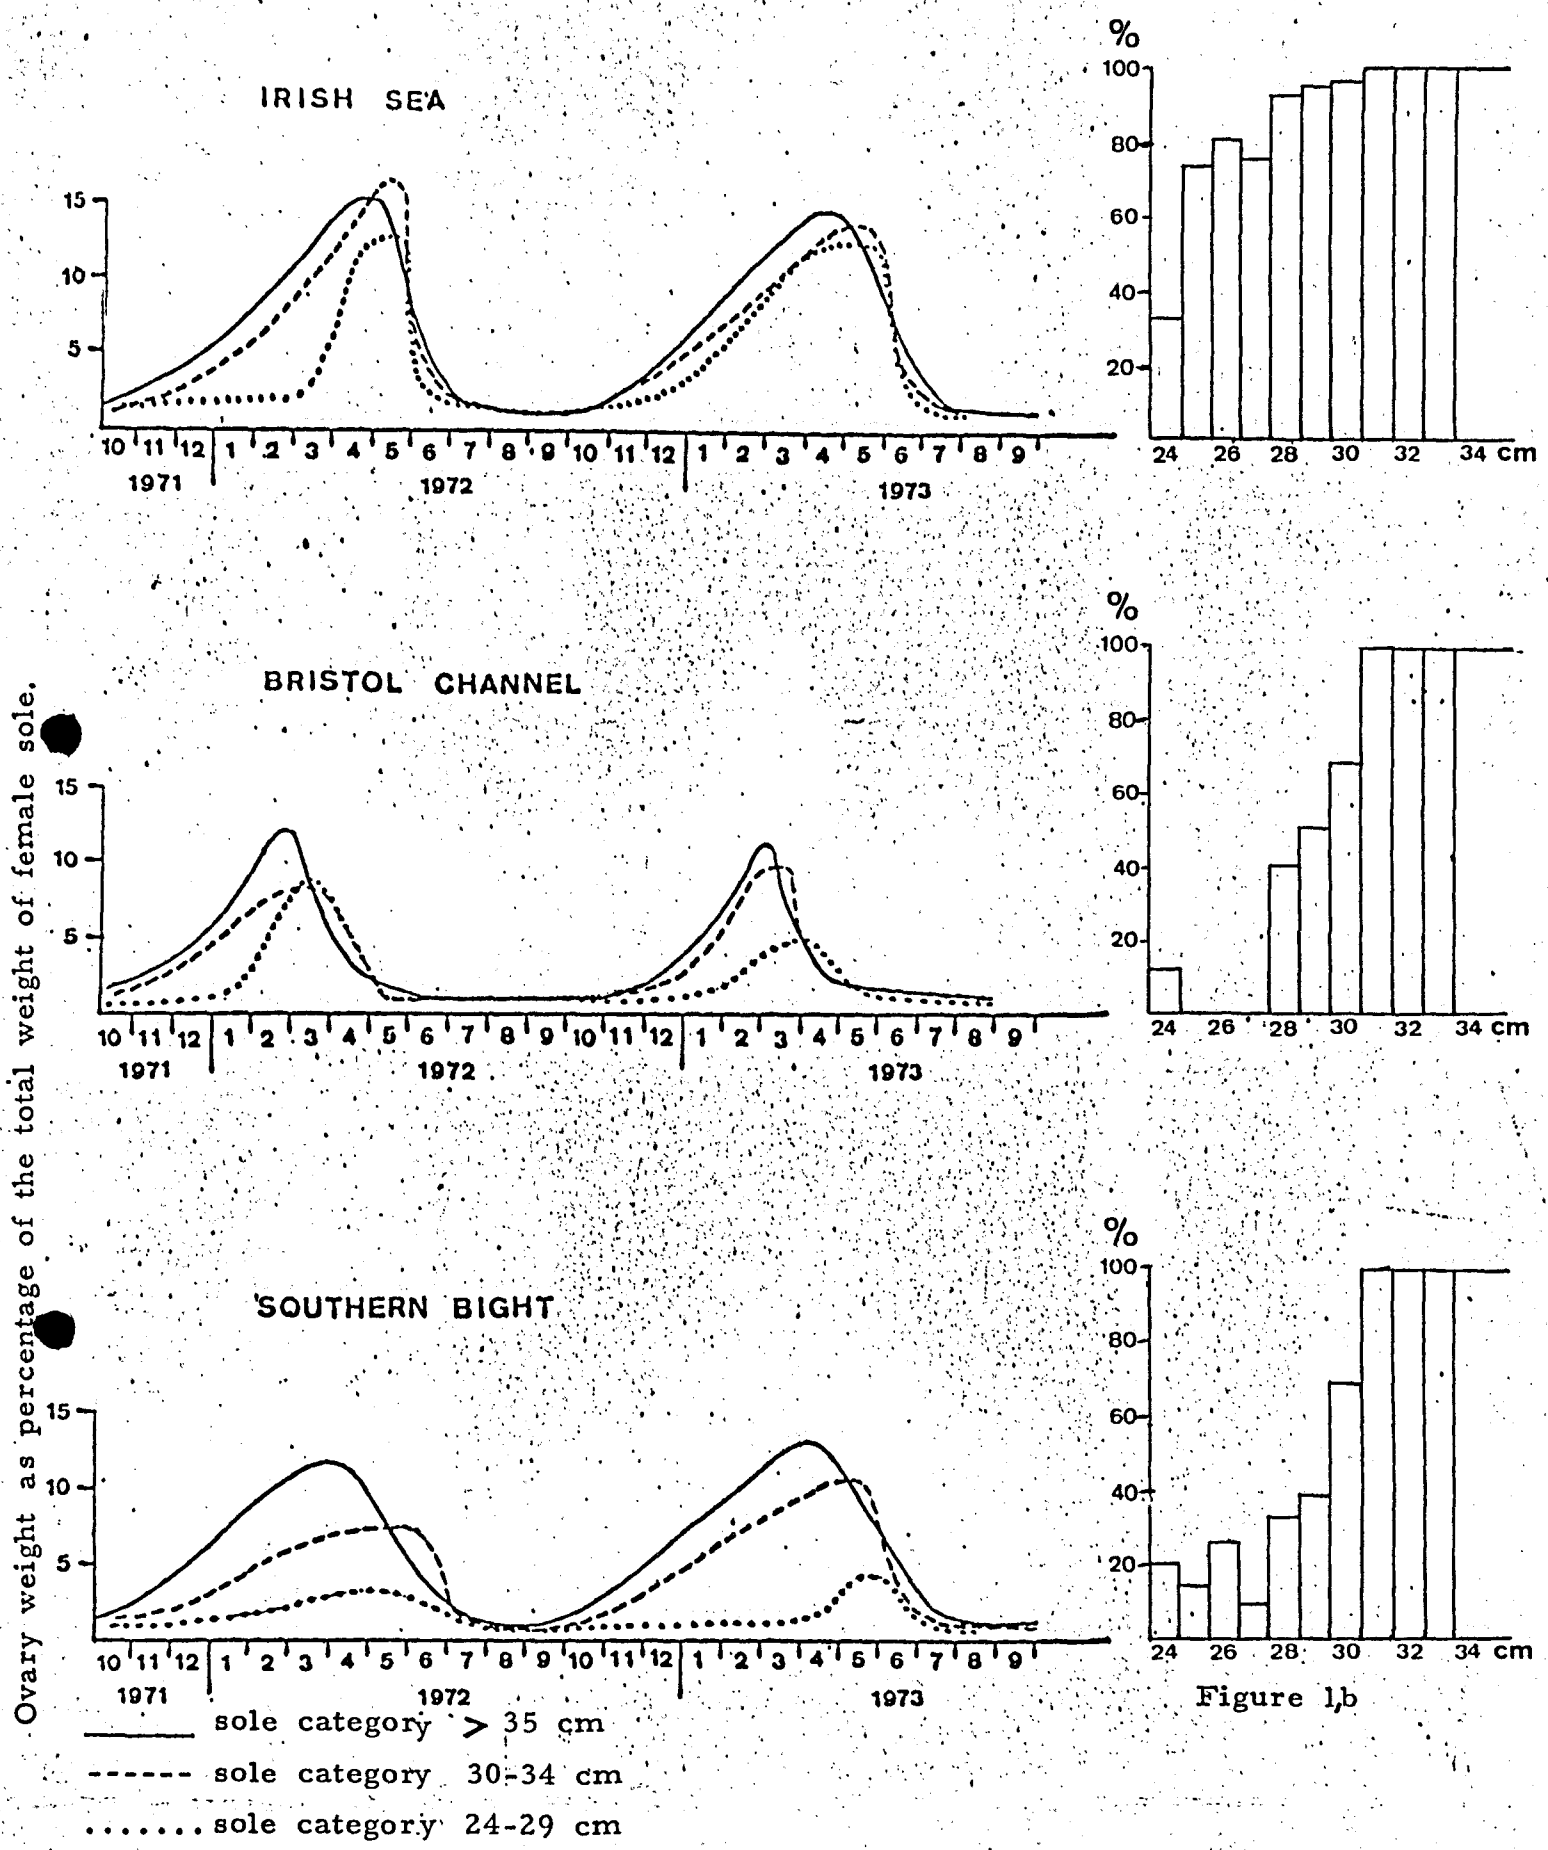 Ovary weight as percentage of the total weight of female sole.
IRISH SEA
15
10
5
10 11 12 1 2 3 4 5 6 7 8 9 10 11 12 1 2 3 4 5 6 7 8 9
1971 1972 1973
%
100
80
60
40
20
24 26 28 30 32 34 cm
BRISTOL CHANNEL
15
10
5
10 11 12 1 2 3 4 5 6 7 8 9 10 11 12 1 2 3 4 5 6 7 8 9
1971 1972 1973
%
100
80
60
40
20
24 26 28 30 32 34 cm
SOUTHERN BIGHT
15
10
5
10 11 12 1 2 3 4 5 6 7 8 9 10 11 12 1 2 3 4 5 6 7 8 9
1971 1972 1973
%
100
80
60
40
20
24 26 28 30 32 34 cm
Figure 1,b
sole category > 35 cm
sole category 30-34 cm
sole category 24-29 cm